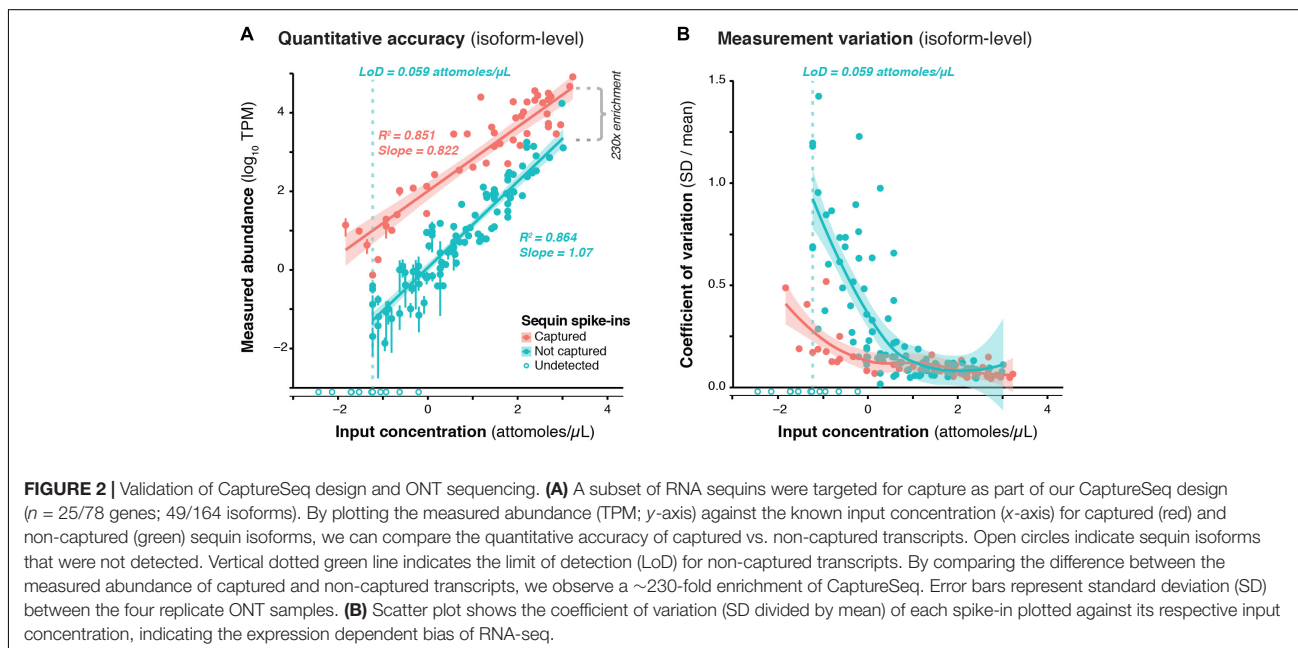 A Quantitative accuracy (isoform-level)
LoD = 0.059 attomoles/µL
Measured abundance (log10 TPM)
4
2
0
−2
R² = 0.851
Slope = 0.822
230x enrichment
R² = 0.864
Slope = 1.07
Sequin spike-ins
Captured
Not captured
Undetected
−2 0 2 4
Input concentration (attomoles/µL)
B Measurement variation (isoform-level)
LoD = 0.059 attomoles/µL
Coefficient of variation (SD / mean)
1.5
1.0
0.5
0.0
−2 0 2 4
Input concentration (attomoles/µL)
FIGURE 2 | Validation of CaptureSeq design and ONT sequencing. (A) A subset of RNA sequins were targeted for capture as part of our CaptureSeq design
(n = 25/78 genes; 49/164 isoforms). By plotting the measured abundance (TPM; y-axis) against the known input concentration (x-axis) for captured (red) and
non-captured (green) sequin isoforms, we can compare the quantitative accuracy of captured vs. non-captured transcripts. Open circles indicate sequin isoforms
that were not detected. Vertical dotted green line indicates the limit of detection (LoD) for non-captured transcripts. By comparing the difference between the
measured abundance of captured and non-captured transcripts, we observe a ∼230-fold enrichment of CaptureSeq. Error bars represent standard deviation (SD)
between the four replicate ONT samples. (B) Scatter plot shows the coefficient of variation (SD divided by mean) of each spike-in plotted against its respective input
concentration, indicating the expression dependent bias of RNA-seq.